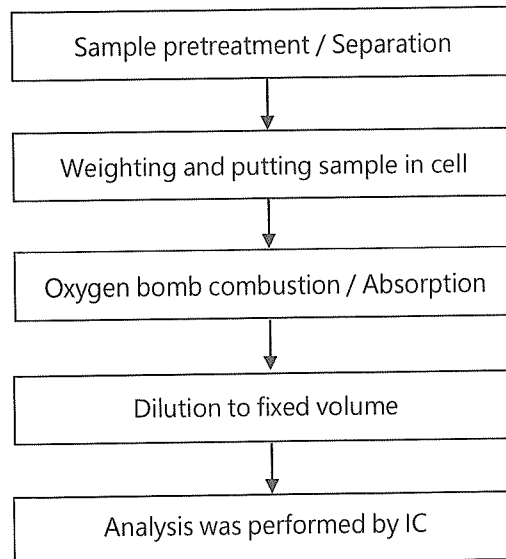 Sample pretreatment / Separation
Weighting and putting sample in cell
Oxygen bomb combustion / Absorption
Dilution to fixed volume
Analysis was performed by IC